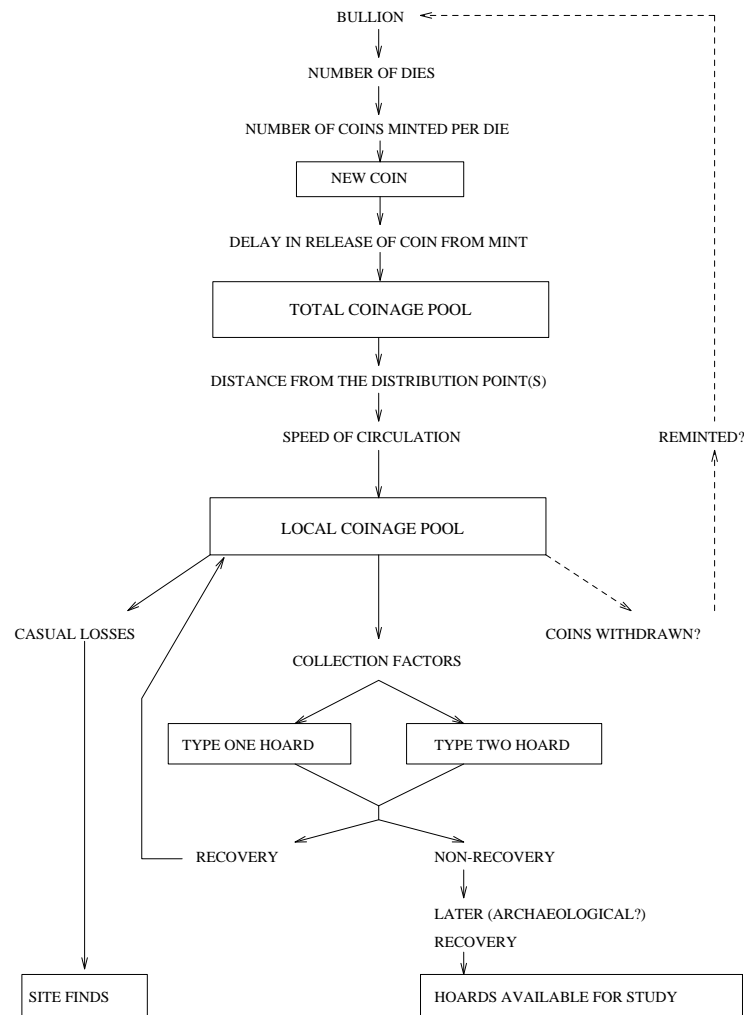 BULLION
NUMBER OF DIES
NUMBER OF COINS MINTED PER DIE
NEW COIN
DELAY IN RELEASE OF COIN FROM MINT
TOTAL COINAGE POOL
DISTANCE FROM THE DISTRIBUTION POINT(S)
SPEED OF CIRCULATION
REMINTED?
LOCAL COINAGE POOL
CASUAL LOSSES
COINS WITHDRAWN?
COLLECTION FACTORS
TYPE ONE HOARD
TYPE TWO HOARD
RECOVERY
NON-RECOVERY
LATER (ARCHAEOLOGICAL?)
RECOVERY
SITE FINDS
HOARDS AVAILABLE FOR STUDY